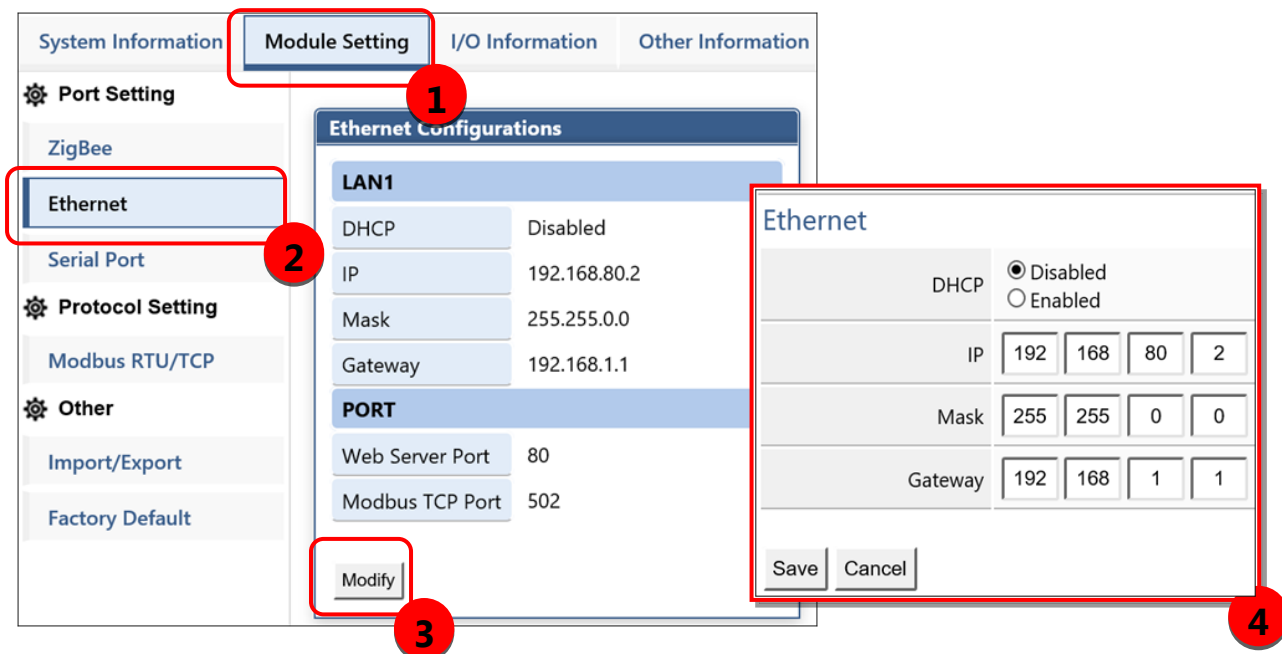 System Information Module Setting I/O Information Other Information
1
Port Setting
ZigBee
Ethernet
2
Serial Port
Protocol Setting
Modbus RTU/TCP
Other
Import/Export
Factory Default
Ethernet Configurations
LAN1
DHCP Disabled
IP 192.168.80.2
Mask 255.255.0.0
Gateway 192.168.1.1
PORT
Web Server Port 80
Modbus TCP Port 502
Modify
3
Ethernet
DHCP Disabled
Enabled
IP 192 168 80 2
Mask 255 255 0 0
Gateway 192 168 1 1
Save Cancel
4